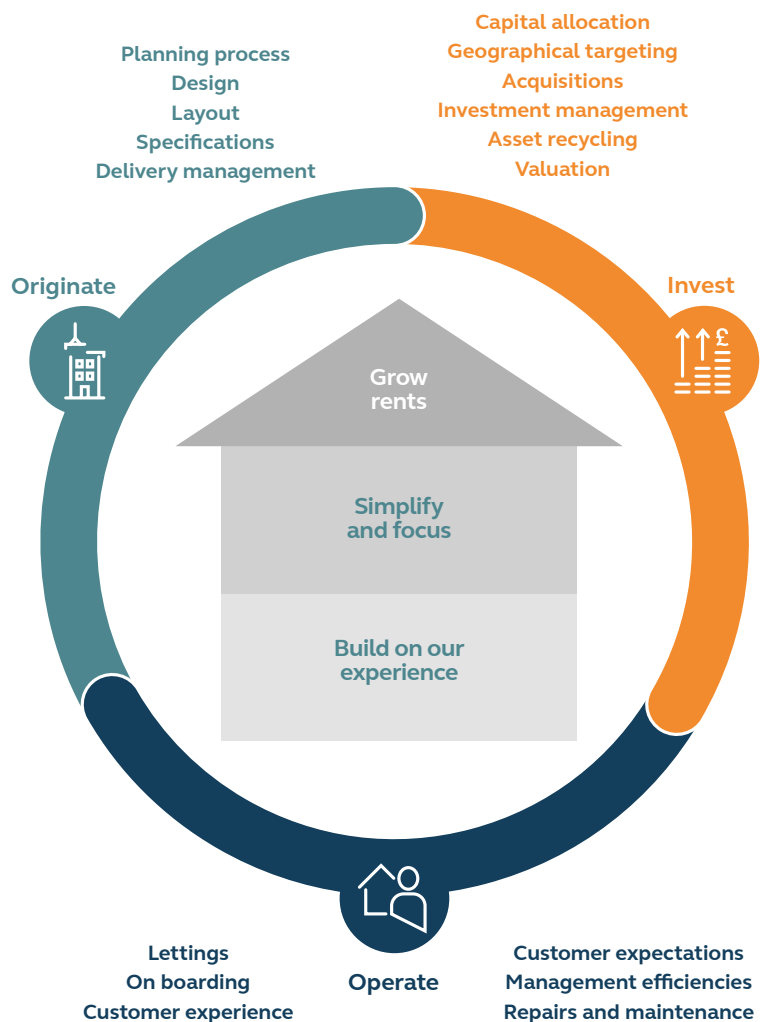 Planning process
Design
Layout
Specifications
Delivery management
Capital allocation
Geographical targeting
Acquisitions
Investment management
Asset recycling
Valuation
Originate
Invest
£
Grow
rents
Simplify
and focus
Build on our
experience
Lettings
On boarding
Customer experience
Operate
Customer expectations
Management efficiencies
Repairs and maintenance